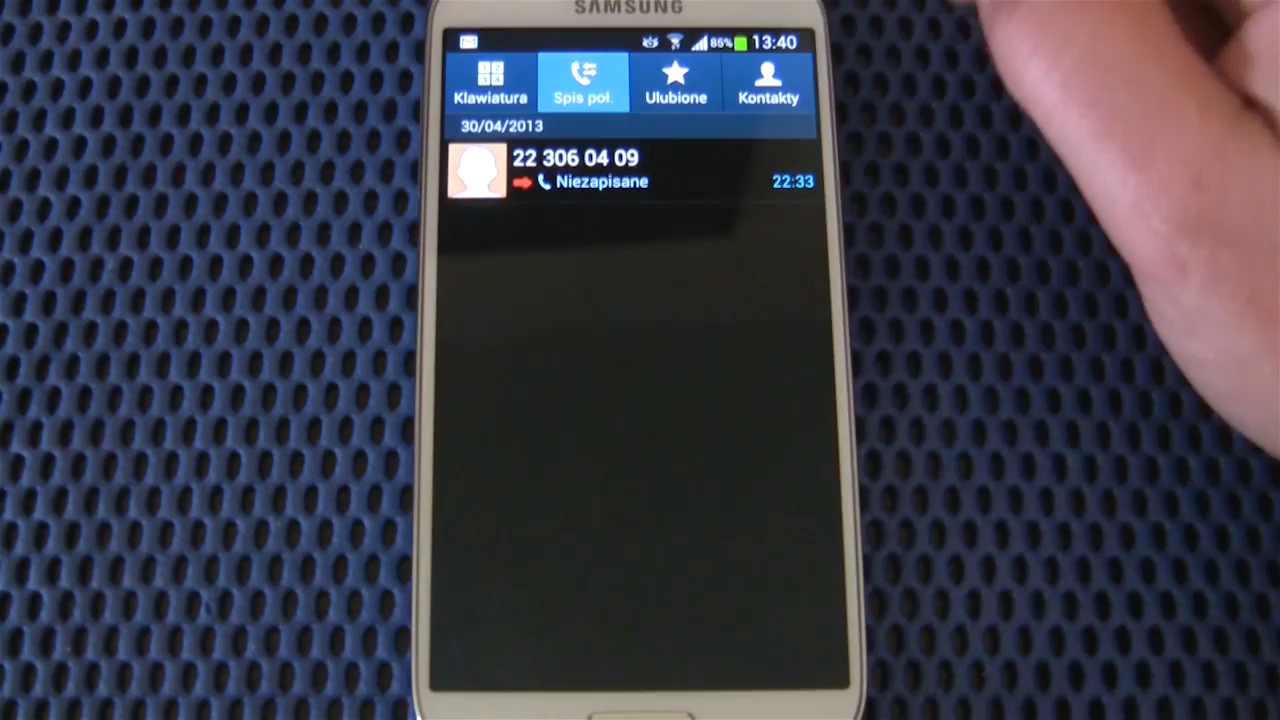 SAMSUNG
85% 13:40
Klawiatura Spis poł. Ulubione Kontakty
30/04/2013
22 306 04 09
Niezapisane 22:33